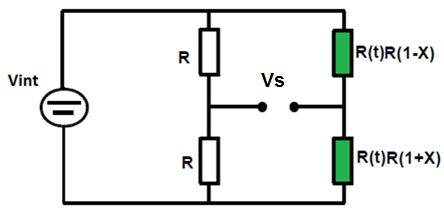 R
R(t)R(1-X)
Vs
Vint
R
R(t)R(1+X)